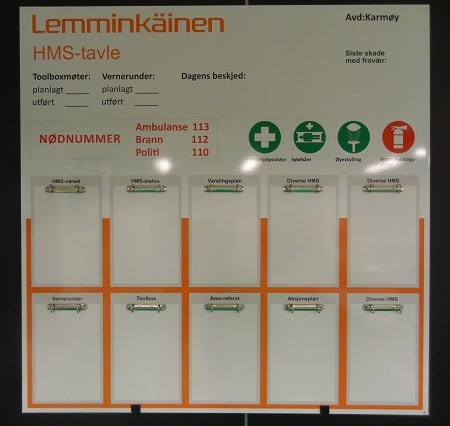 Lemminkäinen
Avd:Karmøy
HMS-tavle
Siste skade
med fravær:
Toolboxmøter: Vernerunder: Dagens beskjed:
planlagt _____ planlagt _____
utført _____ utført _____
NØDNUMMER
Ambulanse 113
Brann 112
Politi 110
Sykebåre Øyeskylling
HMS-varsel HMS-status Varslingsplan Diverse HMS Diverse HMS
Vernerunder Toolbox Amu-referat Aksjonsplan Diverse HMS